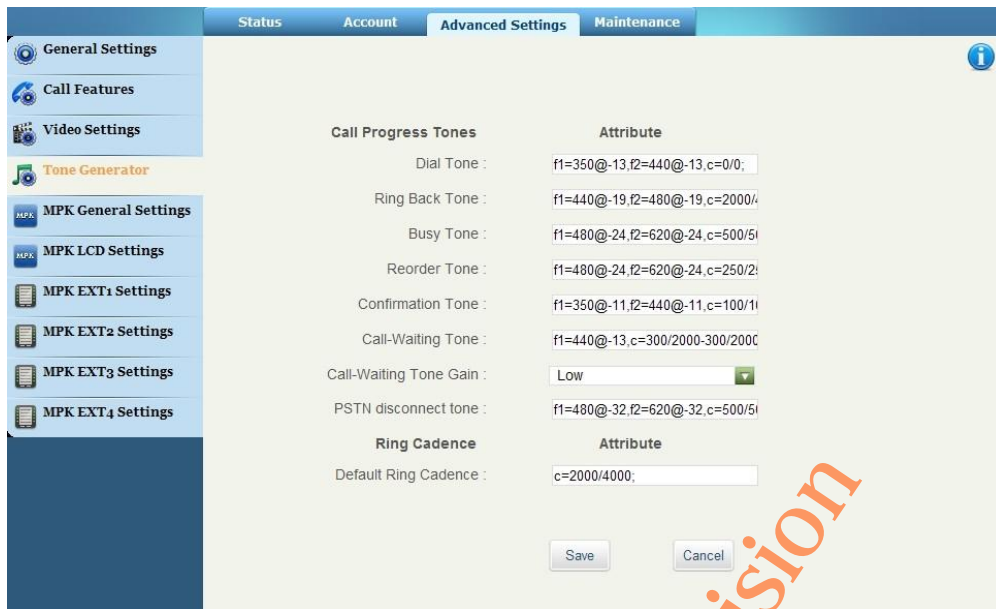 Status Account Advanced Settings Maintenance
General Settings
Call Features
Video Settings
Tone Generator
MPK General Settings
MPK LCD Settings
MPK EXT1 Settings
MPK EXT2 Settings
MPK EXT3 Settings
MPK EXT4 Settings
MPK
MPK
i
Call Progress Tones Attribute
Dial Tone : f1=350@-13,f2=440@-13,c=0/0;
Ring Back Tone : f1=440@-19,f2=480@-19,c=2000/
Busy Tone : f1=480@-24,f2=620@-24,c=500/5
Reorder Tone : f1=480@-24,f2=620@-24,c=250/2
Confirmation Tone : f1=350@-11,f2=440@-11,c=100/1
Call-Waiting Tone : f1=440@-13,c=300/2000-300/2000
Call-Waiting Tone Gain : Low
PSTN disconnect tone : f1=480@-32,f2=620@-32,c=500/5
Ring Cadence Attribute
Default Ring Cadence : c=2000/4000;
Save Cancel
ision